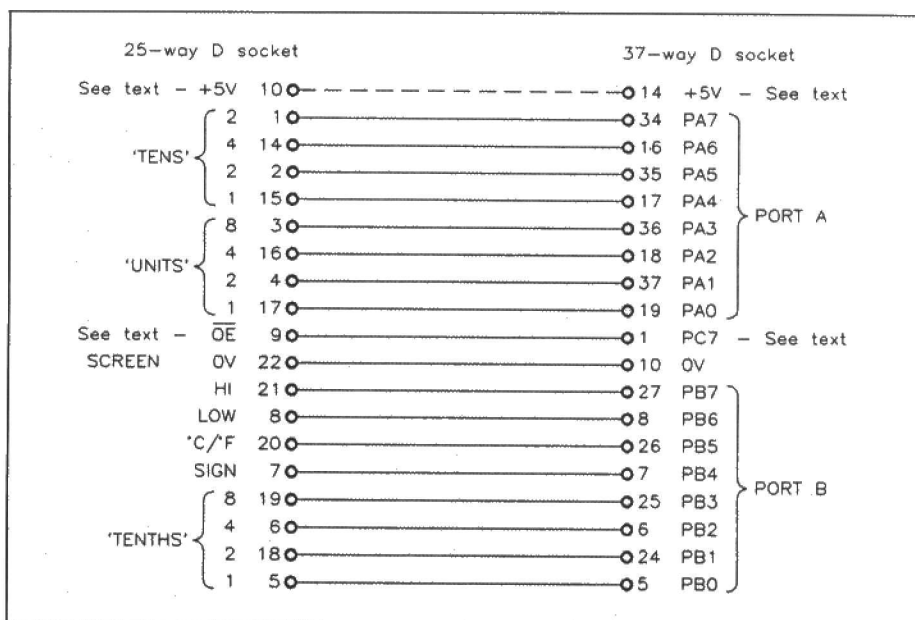 25-way D socket 37-way D socket
See text - +5V 10 14 +5V - See text
2 1 34 PA7
4 14 16 PA6
'TENS'
2 2 35 PA5
1 15 17 PA4
PORT A
8 3 36 PA3
4 16 18 PA2
'UNITS'
2 4 37 PA1
1 17 19 PA0
See text - OE 9 1 PC7 - See text
SCREEN 0V 22 10 0V
HI 21 27 PB7
LOW 8 8 PB6
°C/°F 20 26 PB5
SIGN 7 7 PB4
PORT B
8 19 25 PB3
4 6 6 PB2
'TENTHS'
2 18 24 PB1
1 5 5 PB0